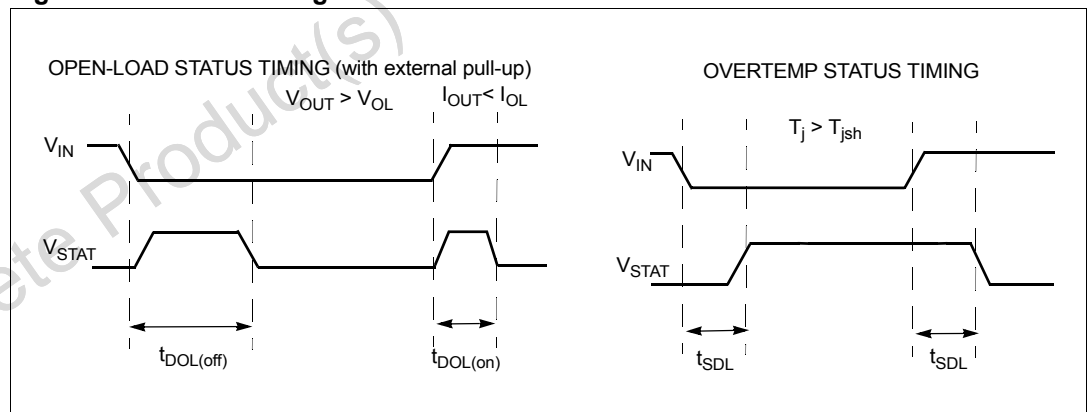 OPEN-LOAD STATUS TIMING (with external pull-up)
V_OUT > V_OL
I_OUT < I_OL
V_IN
V_STAT
t_DOL(off)
t_DOL(on)
OVERTEMP STATUS TIMING
T_j > T_jsh
V_IN
V_STAT
t_SDL
t_SDL
ete Product(s)